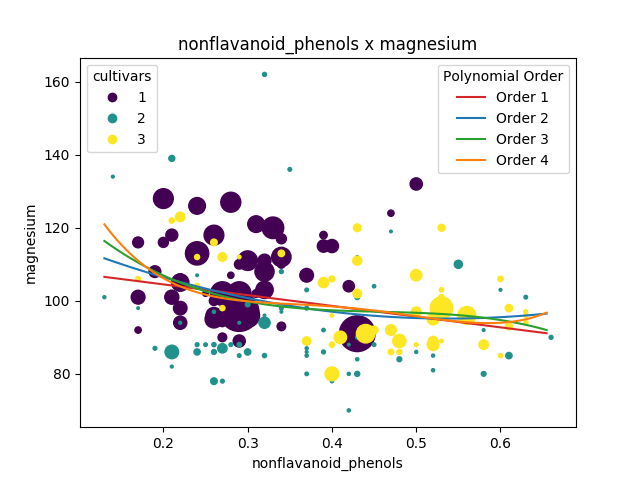 nonflavanoid_phenols x magnesium
cultivars
1
2
3
Polynomial Order
Order 1
Order 2
Order 3
Order 4
160
140
120
100
80
magnesium
0.2
0.3
0.4
0.5
0.6
nonflavanoid_phenols